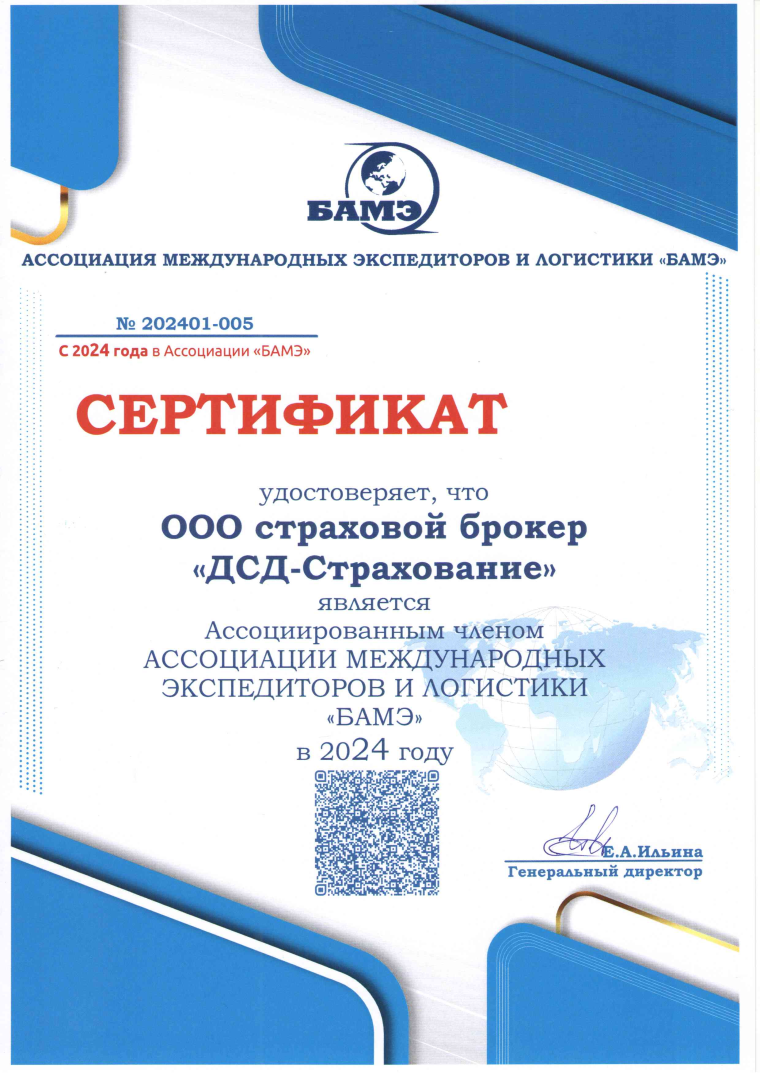 БАМЭ
АССОЦИАЦИЯ МЕЖДУНАРОДНЫХ ЭКСПЕДИТОРОВ И ЛОГИСТИКИ «БАМЭ»
№ 202401-005
С 2024 года в Ассоциации «БАМЭ»
СЕРТИФИКАТ
удостоверяет, что
ООО страховой брокер
«ДСД-Страхование»
является
Ассоциированным членом
АССОЦИАЦИИ МЕЖДУНАРОДНЫХ
ЭКСПЕДИТОРОВ И ЛОГИСТИКИ
«БАМЭ»
в 2024 году
Е.А.Ильина
Генеральный директор